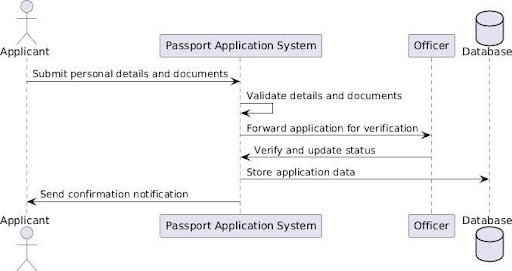 Applicant
Passport Application System
Officer
Database
Submit personal details and documents
Validate details and documents
Forward application for verification
Verify and update status
Store application data
Send confirmation notification
Applicant
Passport Application System
Officer
Database